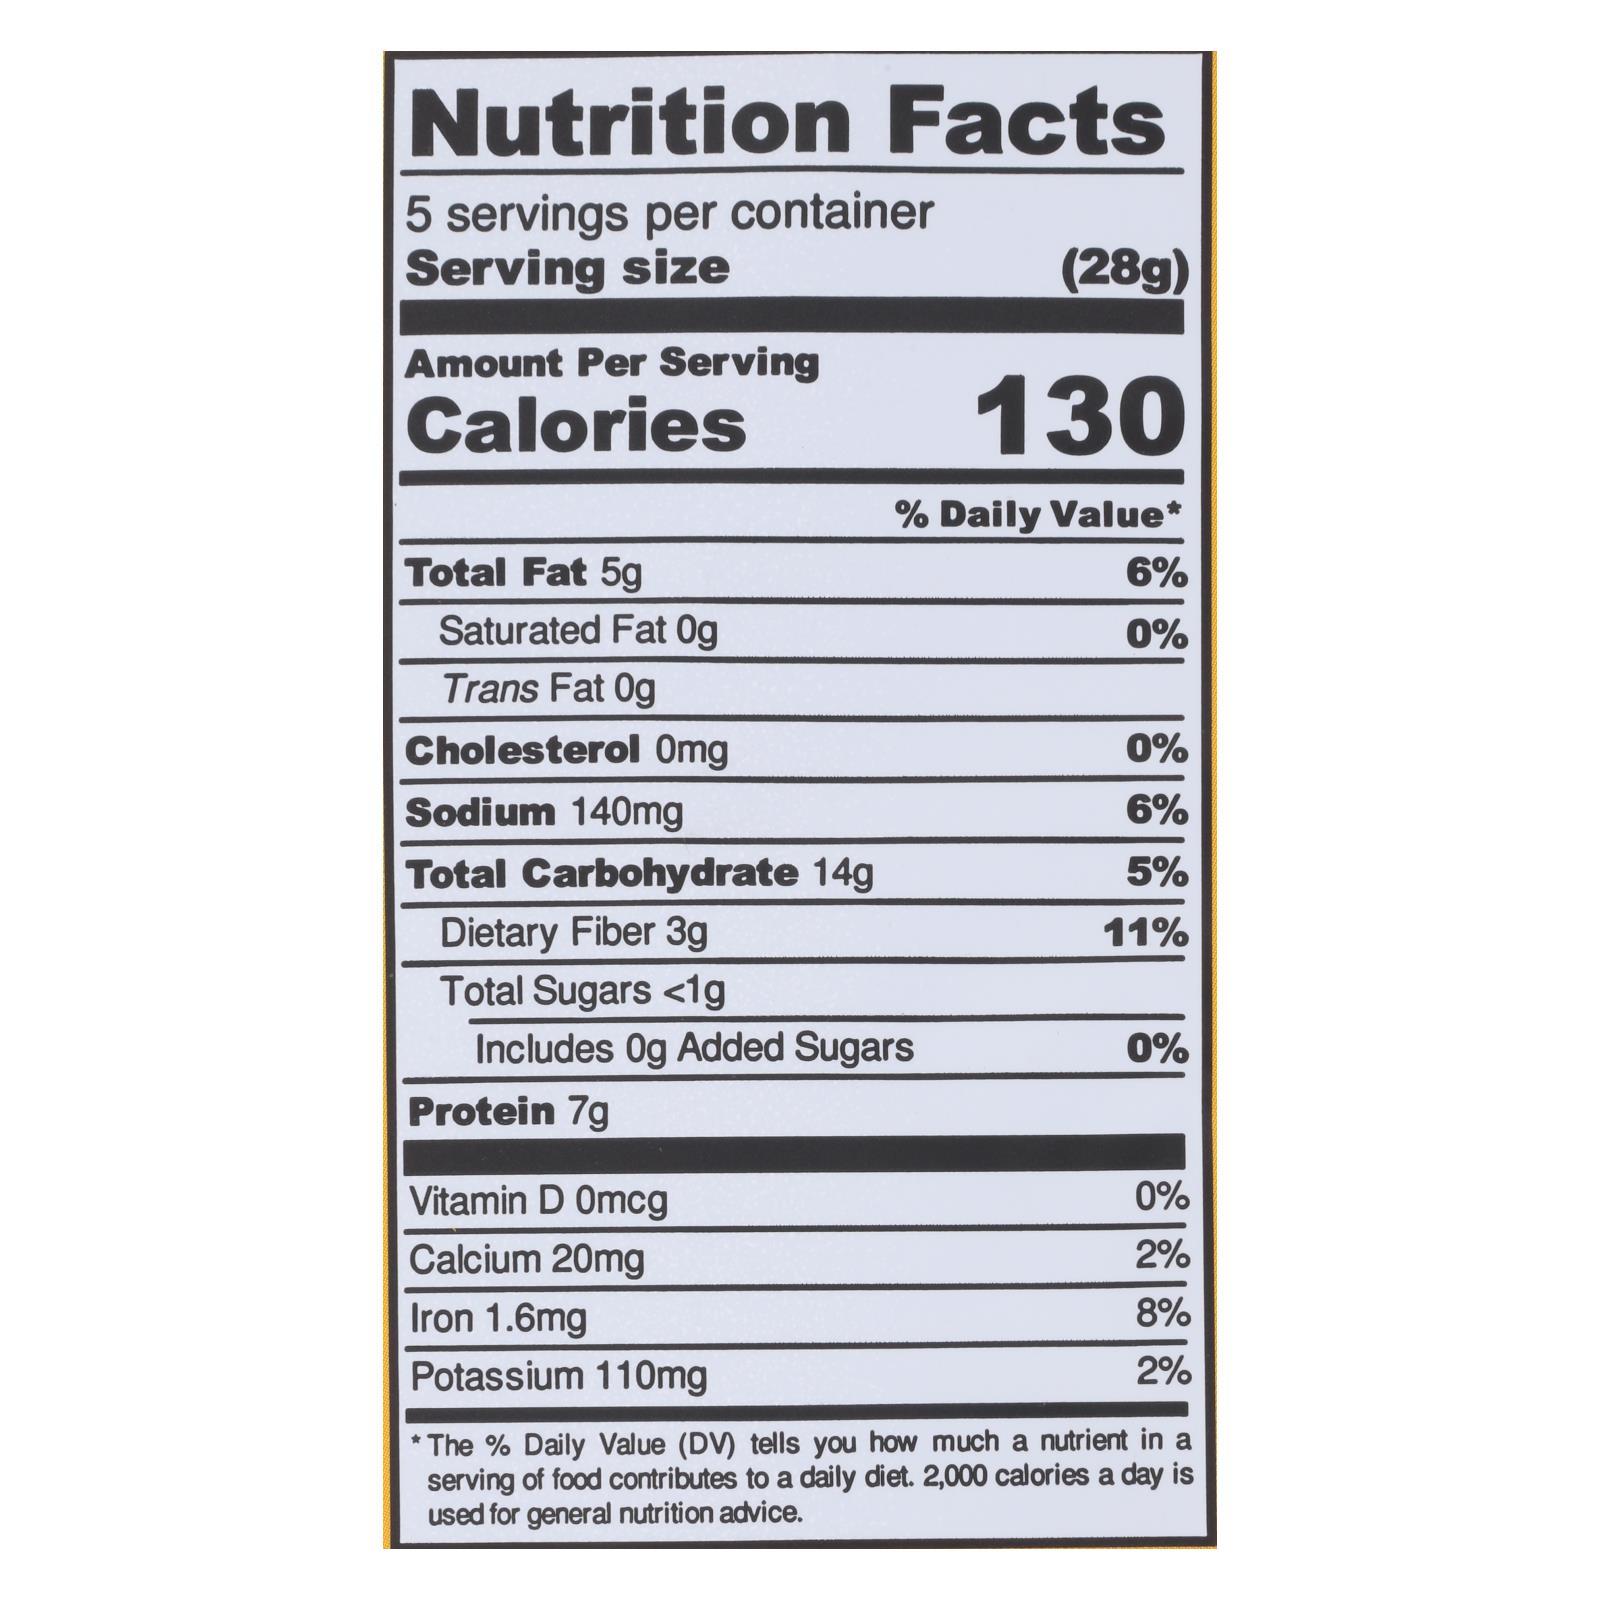 Nutrition Facts
5 servings per container
Serving size (28g)
Amount Per Serving
Calories 130
% Daily Value*
Total Fat 5g 6%
Saturated Fat 0g 0%
Trans Fat 0g
Cholesterol 0mg 0%
Sodium 140mg 6%
Total Carbohydrate 14g 5%
Dietary Fiber 3g 11%
Total Sugars <1g
Includes 0g Added Sugars 0%
Protein 7g
Vitamin D 0mcg 0%
Calcium 20mg 2%
Iron 1.6mg 8%
Potassium 110mg 2%
* The % Daily Value (DV) tells you how much a nutrient in a
serving of food contributes to a daily diet. 2,000 calories a day is
used for general nutrition advice.